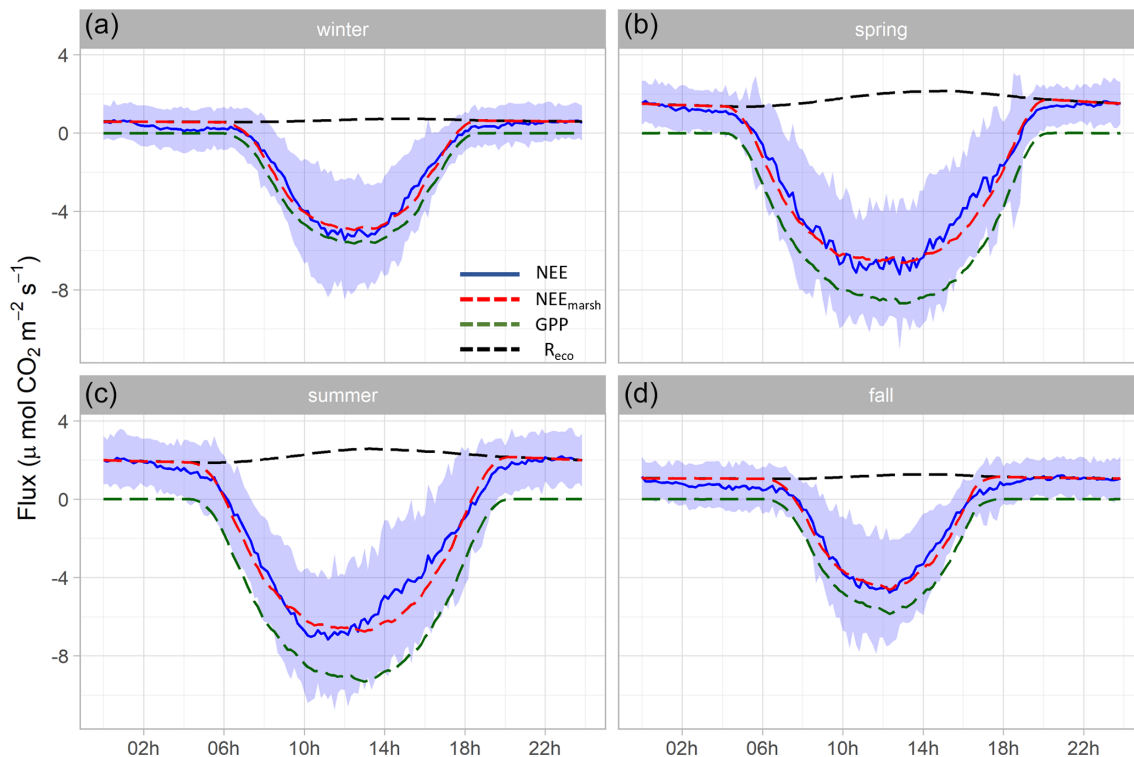 (a) winter
(b) spring
4
0
-4
-8
NEE
NEEmarsh
GPP
Reco
(c) summer
(d) fall
4
0
-4
-8
02h 06h 10h 14h 18h 22h
02h 06h 10h 14h 18h 22h
Flux (μ mol CO₂ m⁻² s⁻¹)